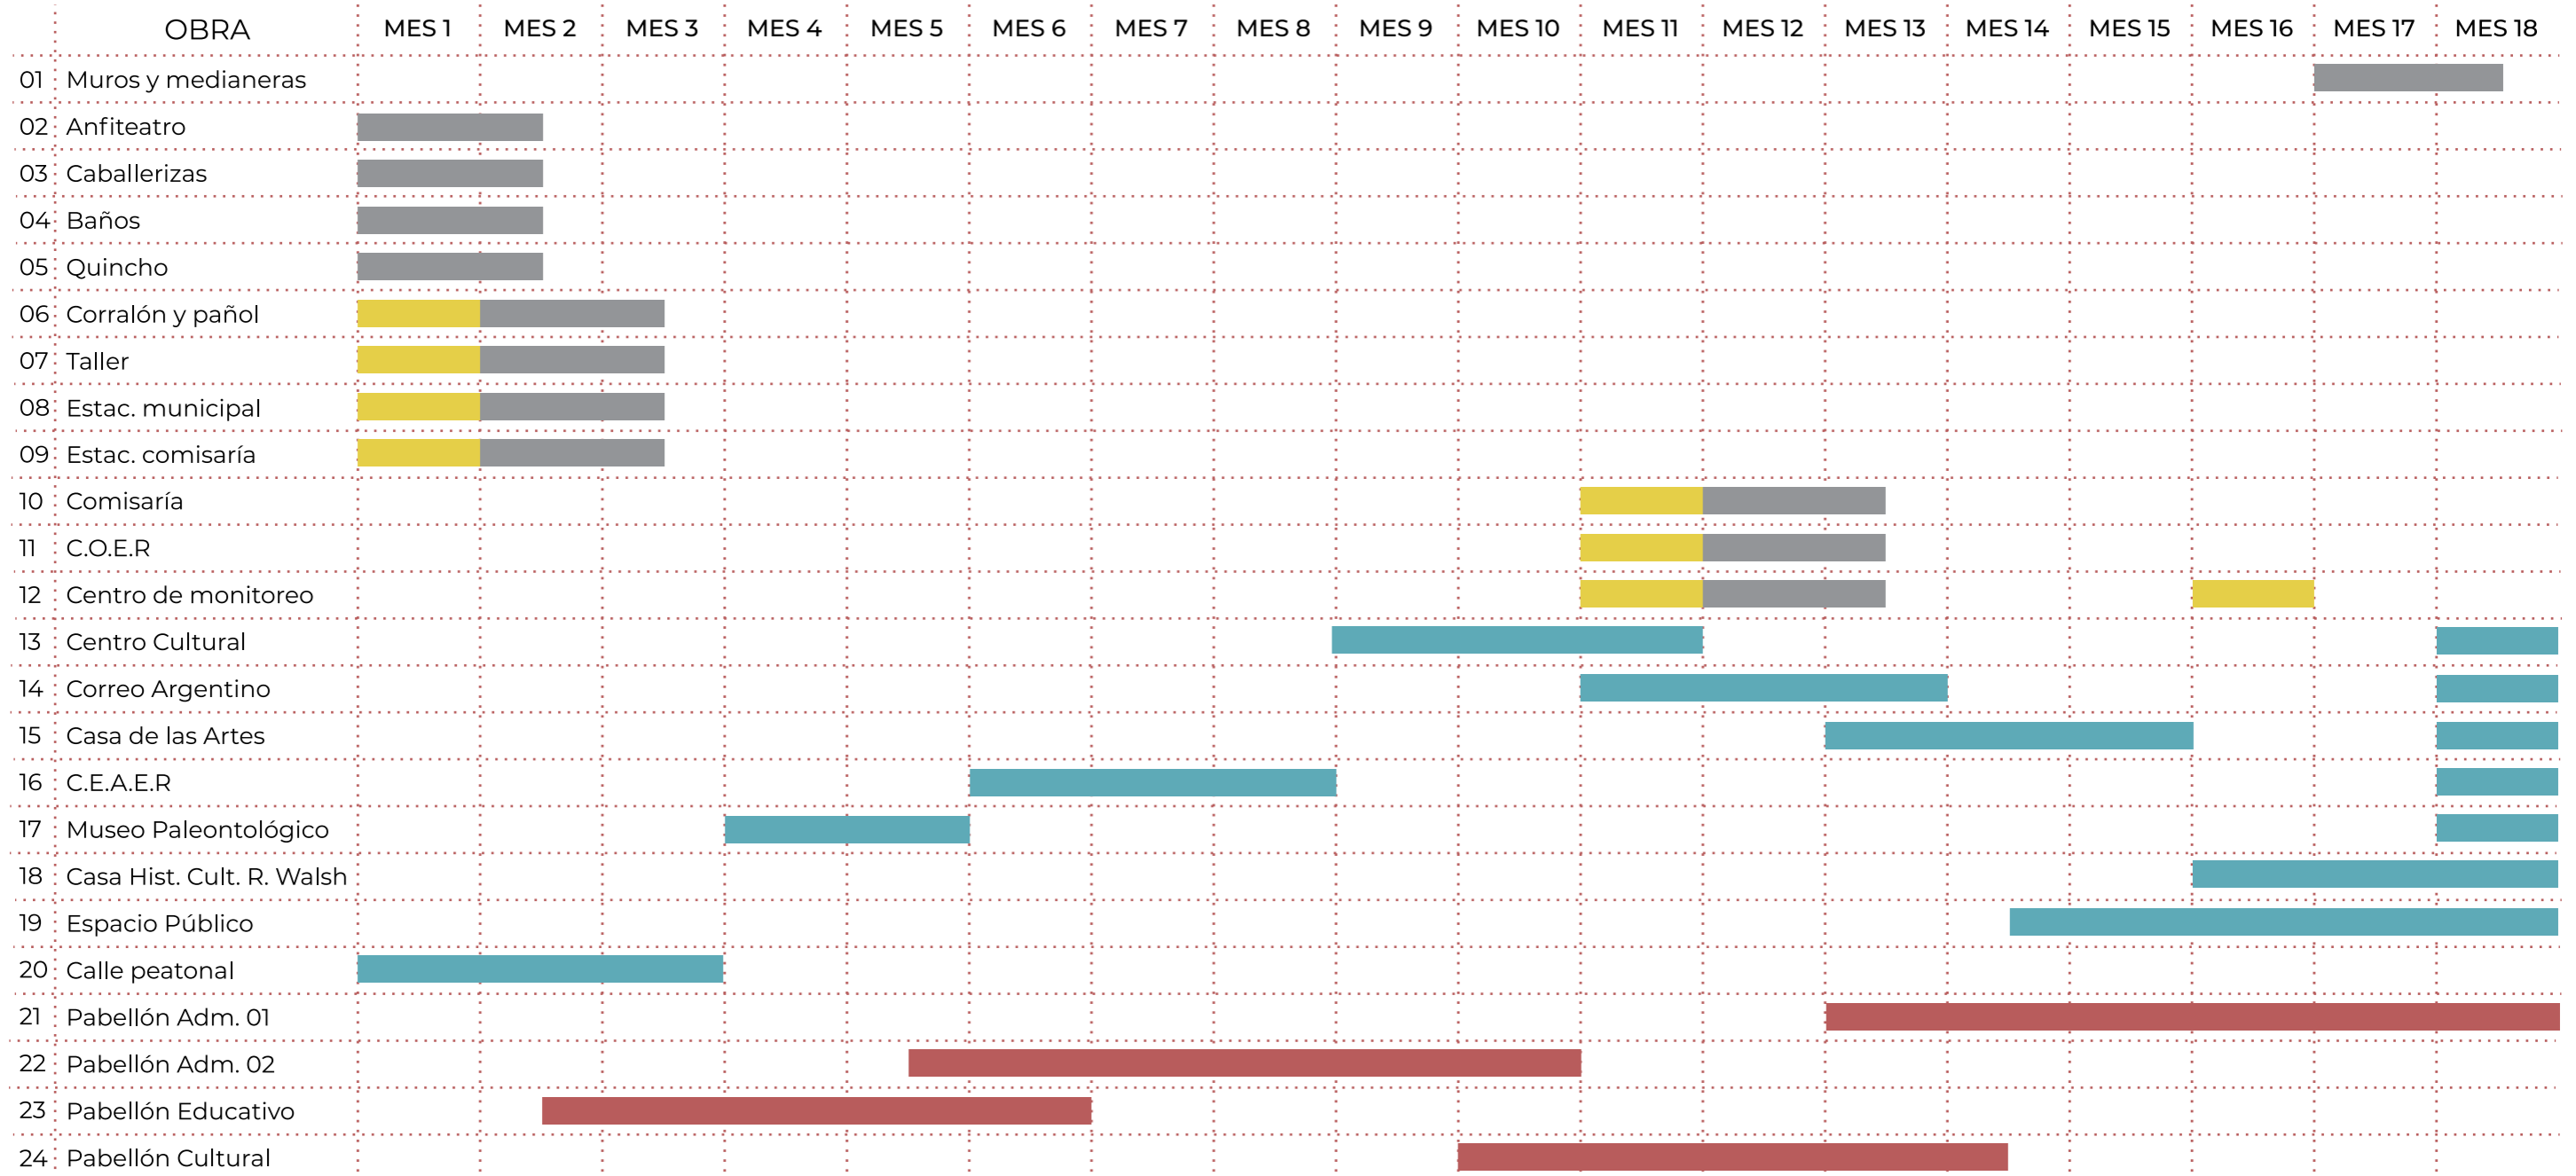 OBRA MES 1 MES 2 MES 3 MES 4 MES 5 MES 6 MES 7 MES 8 MES 9 MES 10 MES 11 MES 12 MES 13 MES 14 MES 15 MES 16 MES 17 MES 18
01 Muros y medianeras
02 Anfiteatro
03 Caballerizas
04 Baños
05 Quincho
06 Corralón y pañol
07 Taller
08 Estac. municipal
09 Estac. comisaría
10 Comisaría
11 C.O.E.R
12 Centro de monitoreo
13 Centro Cultural
14 Correo Argentino
15 Casa de las Artes
16 C.E.A.E.R
17 Museo Paleontológico
18 Casa Hist. Cult. R. Walsh
19 Espacio Público
20 Calle peatonal
21 Pabellón Adm. 01
22 Pabellón Adm. 02
23 Pabellón Educativo
24 Pabellón Cultural